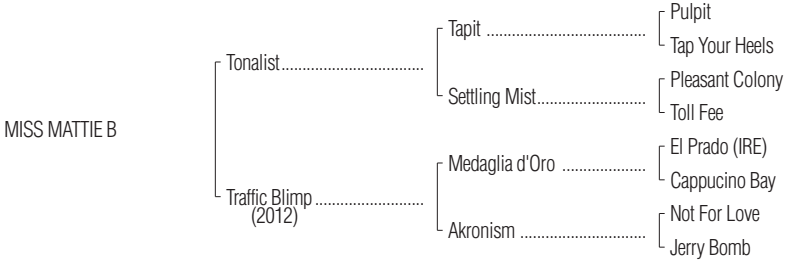 Pulpit
Tapit
Tap Your Heels
Tonalist
Pleasant Colony
Settling Mist
Toll Fee
MISS MATTIE B
El Prado (IRE)
Medaglia d'Oro
Cappucino Bay
Traffic Blimp
(2012)
Not For Love
Akronism
Jerry Bomb